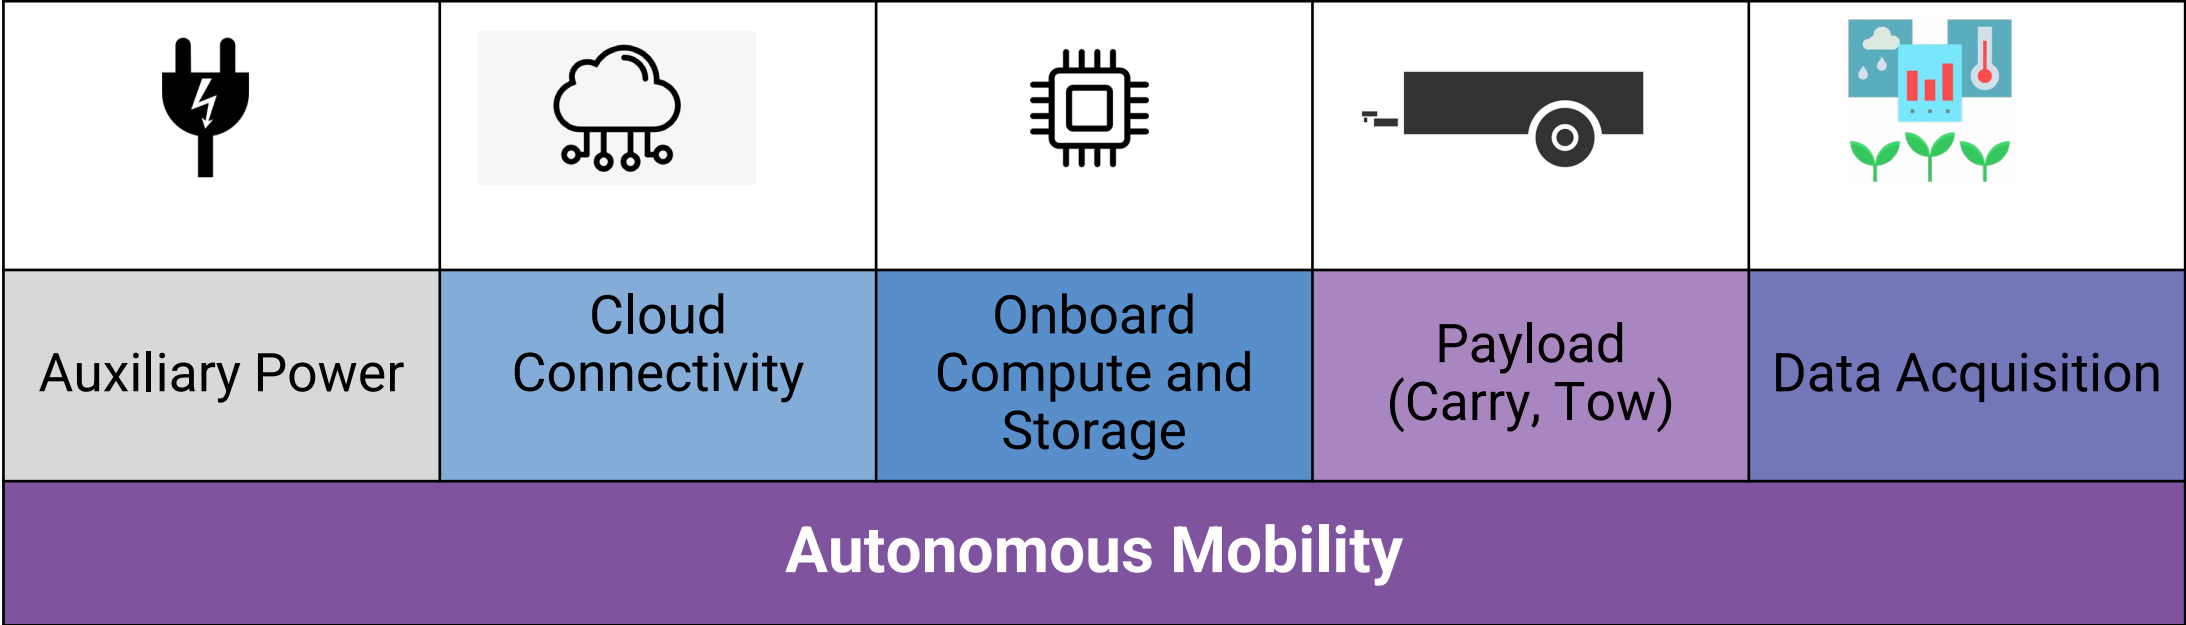 Auxiliary Power
Cloud
Connectivity
Onboard
Compute and
Storage
Payload
(Carry, Tow)
Data Acquisition
Autonomous Mobility